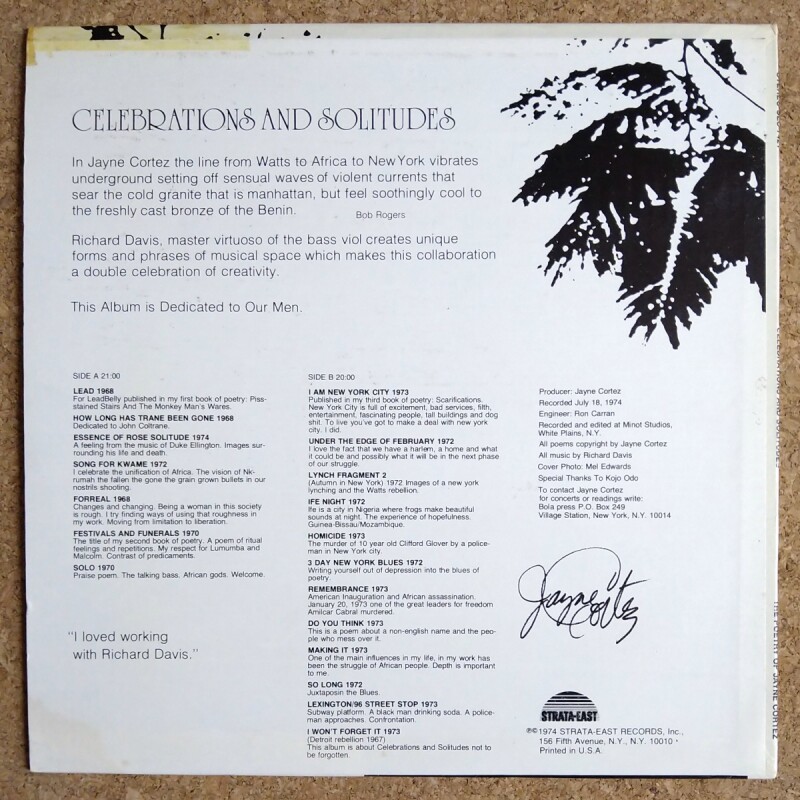 CELEBRATIONS AND SOLITUDES
In Jayne Cortez the line from Watts to Africa to New York vibrates
underground setting off sensual waves of violent currents that
sear the cold granite that is manhattan, but feel soothingly cool to
the freshly cast bronze of the Benin.
Bob Rogers
Richard Davis, master virtuoso of the bass viol creates unique
forms and phrases of musical space which makes this collaboration
a double celebration of creativity.
This Album is Dedicated to Our Men.
SIDE A 21:00
LEAD 1968
For LeadBelly published in my first book of poetry: Piss-
stained Stairs And The Monkey Man's Wares.
HOW LONG HAS TRANE BEEN GONE 1968
Dedicated to John Coltrane.
ESSENCE OF ROSE SOLITUDE 1974
A feeling from the music of Duke Ellington. Images sur-
rounding his life and death.
SONG FOR KWAME 1972
I celebrate the unification of Africa. The vision of Nk-
rumah the fallen the gone the grain grown bullets in our
nostrils shooting.
FORREAL 1968
Changes and changing. Being a woman in this society
is rough. I try finding ways of using that roughness in
my work. Moving from limitation to liberation.
FESTIVALS AND FUNERALS 1970
The title of my second book of poetry. A poem of ritual
feelings and repetitions. My respect for Lumumba and
Malcolm. Contrast of predicaments.
SOLO 1970
Praise poem. The talking bass. African gods. Welcome.
"I loved working
with Richard Davis."
SIDE B 20:00
I AM NEW YORK CITY 1973
Published in my third book of poetry: Scarifications.
New York City is full of excitement, bad services, filth,
entertainment, fascinating people, tall buildings and dog
shit. To live you've got to make a deal with new york
city. I did.
UNDER THE EDGE OF FEBRUARY 1972
I love the fact that we have a harlem, a home and what
it could be and possibly what it will be in the next phase
of our struggle.
LYNCH FRAGMENT 2
(Autumn in New York) 1972 Images of a new york
lynching and the Watts rebellion.
IFE NIGHT 1972
Ife is a city in Nigeria where frogs make beautiful
sounds at night. The experience of hopefulness.
Guinea-Bissau/Mozambique.
HOMICIDE 1973
The murder of 10 year old Clifford Glover by a police-
man in New York city.
3 DAY NEW YORK BLUES 1972
Writing yourself out of depression into the blues of
poetry.
REMEMBRANCE 1973
American Inauguration and African assassination.
January 20, 1973 one of the great leaders for freedom
Amilcar Cabral murdered.
DO YOU THINK 1973
This is a poem about a non-english name and the peo-
ple who mess over it.
MAKING IT 1973
One of the main influences in my life, in my work has
been the struggle of African people. Depth is important
to me.
SO LONG 1972
Juxtaposin the Blues.
LEXINGTON/96 STREET STOP 1973
Subway platform. A black man drinking soda. A police-
man approaches. Confrontation.
I WON'T FORGET IT 1973
(Detroit rebellion 1967)
This album is about Celebrations and Solitudes not to
be forgotten.
Producer: Jayne Cortez
Recorded July 18, 1974
Engineer: Ron Carran
Recorded and edited at Minot Studios,
White Plains, N.Y.
All poems copyright by Jayne Cortez
All music by Richard Davis
Cover Photo: Mel Edwards
Special Thanks To Kojo Odo
To contact Jayne Cortez
for concerts or readings write:
Bola press P.O. Box 249
Village Station, New York, N.Y. 10014
Jayne Cortez
STRATA-EAST
℗©1974 STRATA-EAST RECORDS, Inc.,
156 Fifth Avenue, N.Y., N.Y. 10010
Printed in U.S.A.
THE POETRY OF JAYNE CORTEZ